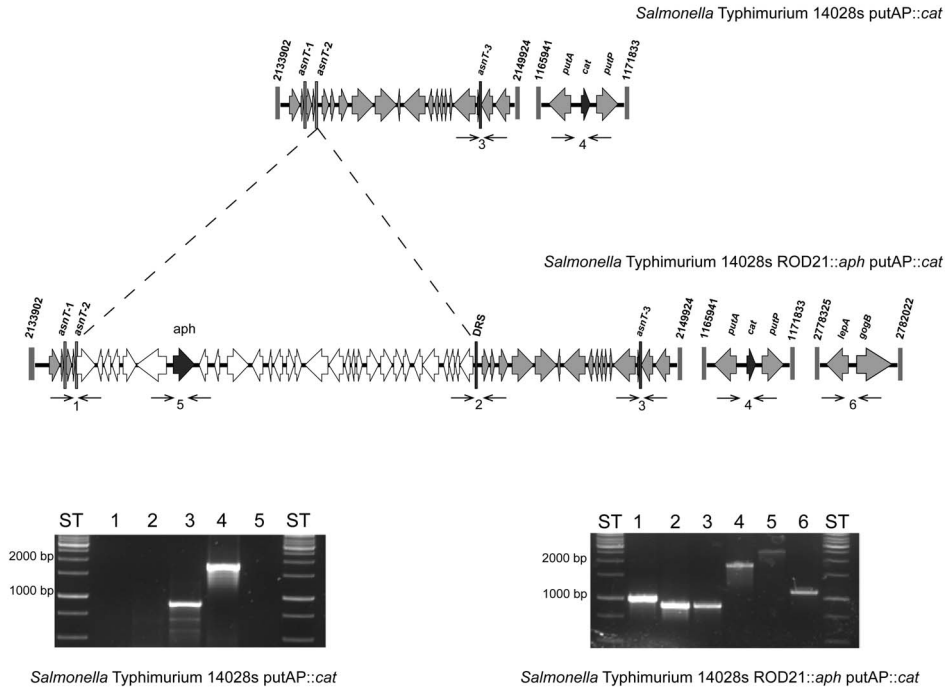 Salmonella Typhimurium 14028s putAP::cat
2133902 asnT-1 asnT-2 asnT-3 2149924 1165941 putA cat putP 1171833
3 4
Salmonella Typhimurium 14028s ROD21::aph putAP::cat
2133902 asnT-1 asnT-2 aph DRS asnT-3 2149924 1165941 putA cat putP 1171833 2778325 lepA gogB 2782022
1 5 2 3 4 6
ST 1 2 3 4 5 ST
2000 bp
1000 bp
Salmonella Typhimurium 14028s putAP::cat
ST 1 2 3 4 5 6 ST
2000 bp
1000 bp
Salmonella Typhimurium 14028s ROD21::aph putAP::cat